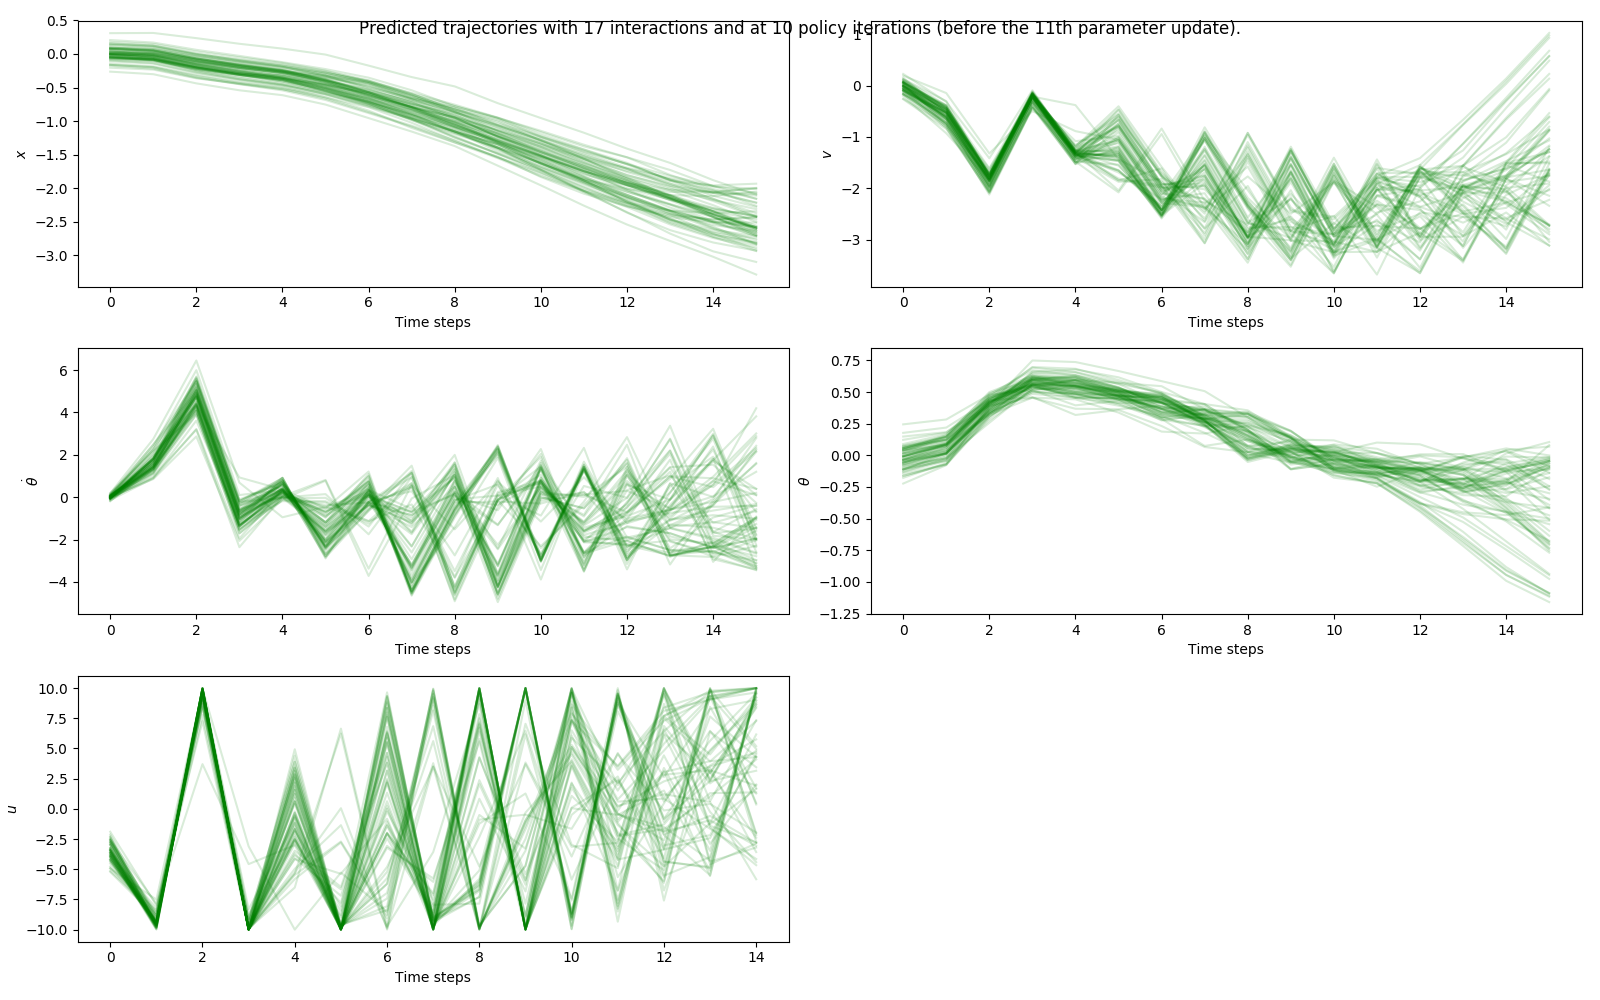 Predicted trajectories with 17 interactions and at 10 policy iterations (before the 11th parameter update).
0.5
0.0
−0.5
−1.0
−1.5
−2.0
−2.5
−3.0
x
0 2 4 6 8 10 12 14
Time steps
1
0
−1
−2
−3
v
0 2 4 6 8 10 12 14
Time steps
6
4
2
0
−2
−4
θ̇
0 2 4 6 8 10 12 14
Time steps
0.75
0.50
0.25
0.00
−0.25
−0.50
−0.75
−1.00
−1.25
θ
0 2 4 6 8 10 12 14
Time steps
10.0
7.5
5.0
2.5
0.0
−2.5
−5.0
−7.5
−10.0
u
0 2 4 6 8 10 12 14
Time steps